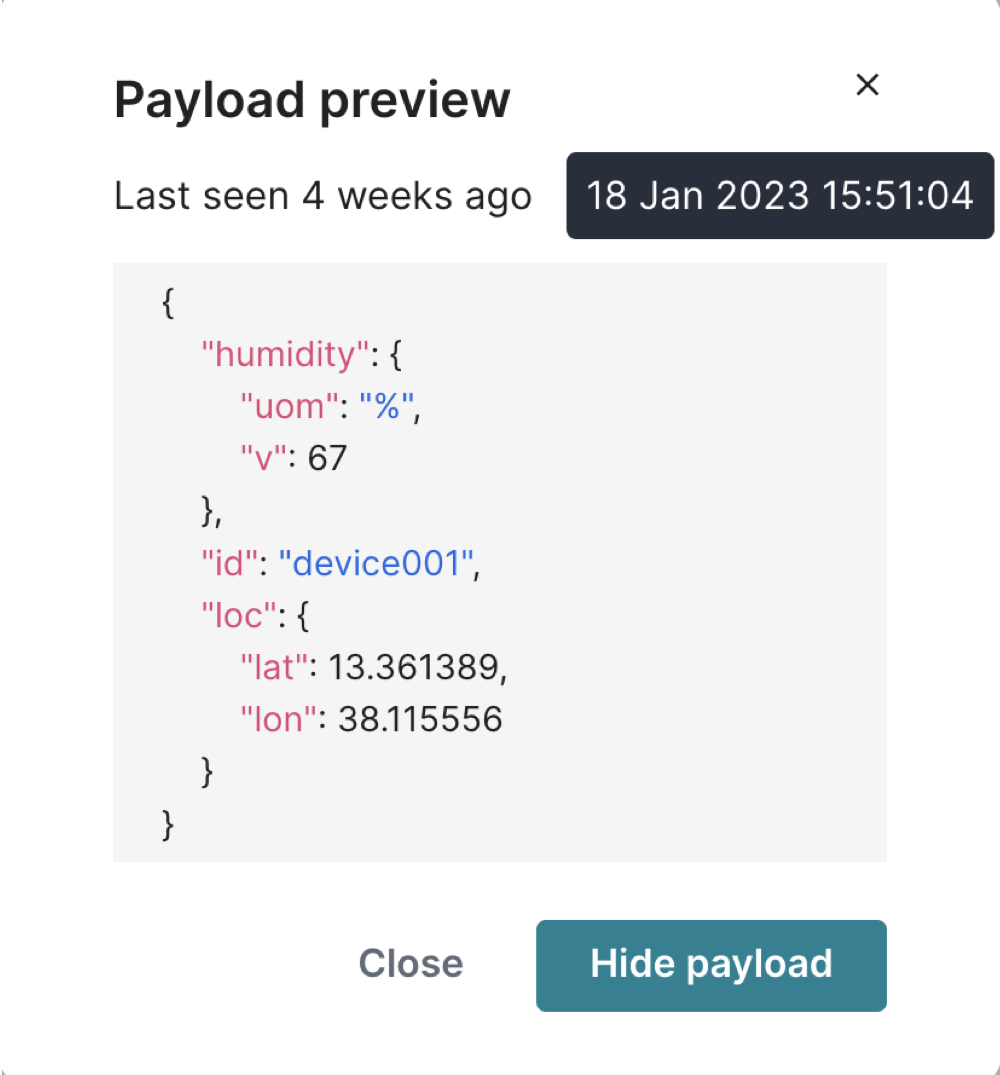 Payload preview
Last seen 4 weeks ago 18 Jan 2023 15:51:04
{
"humidity": {
"uom": "%",
"v": 67
},
"id": "device001",
"loc": {
"lat": 13.361389,
"lon": 38.115556
}
}
Close Hide payload